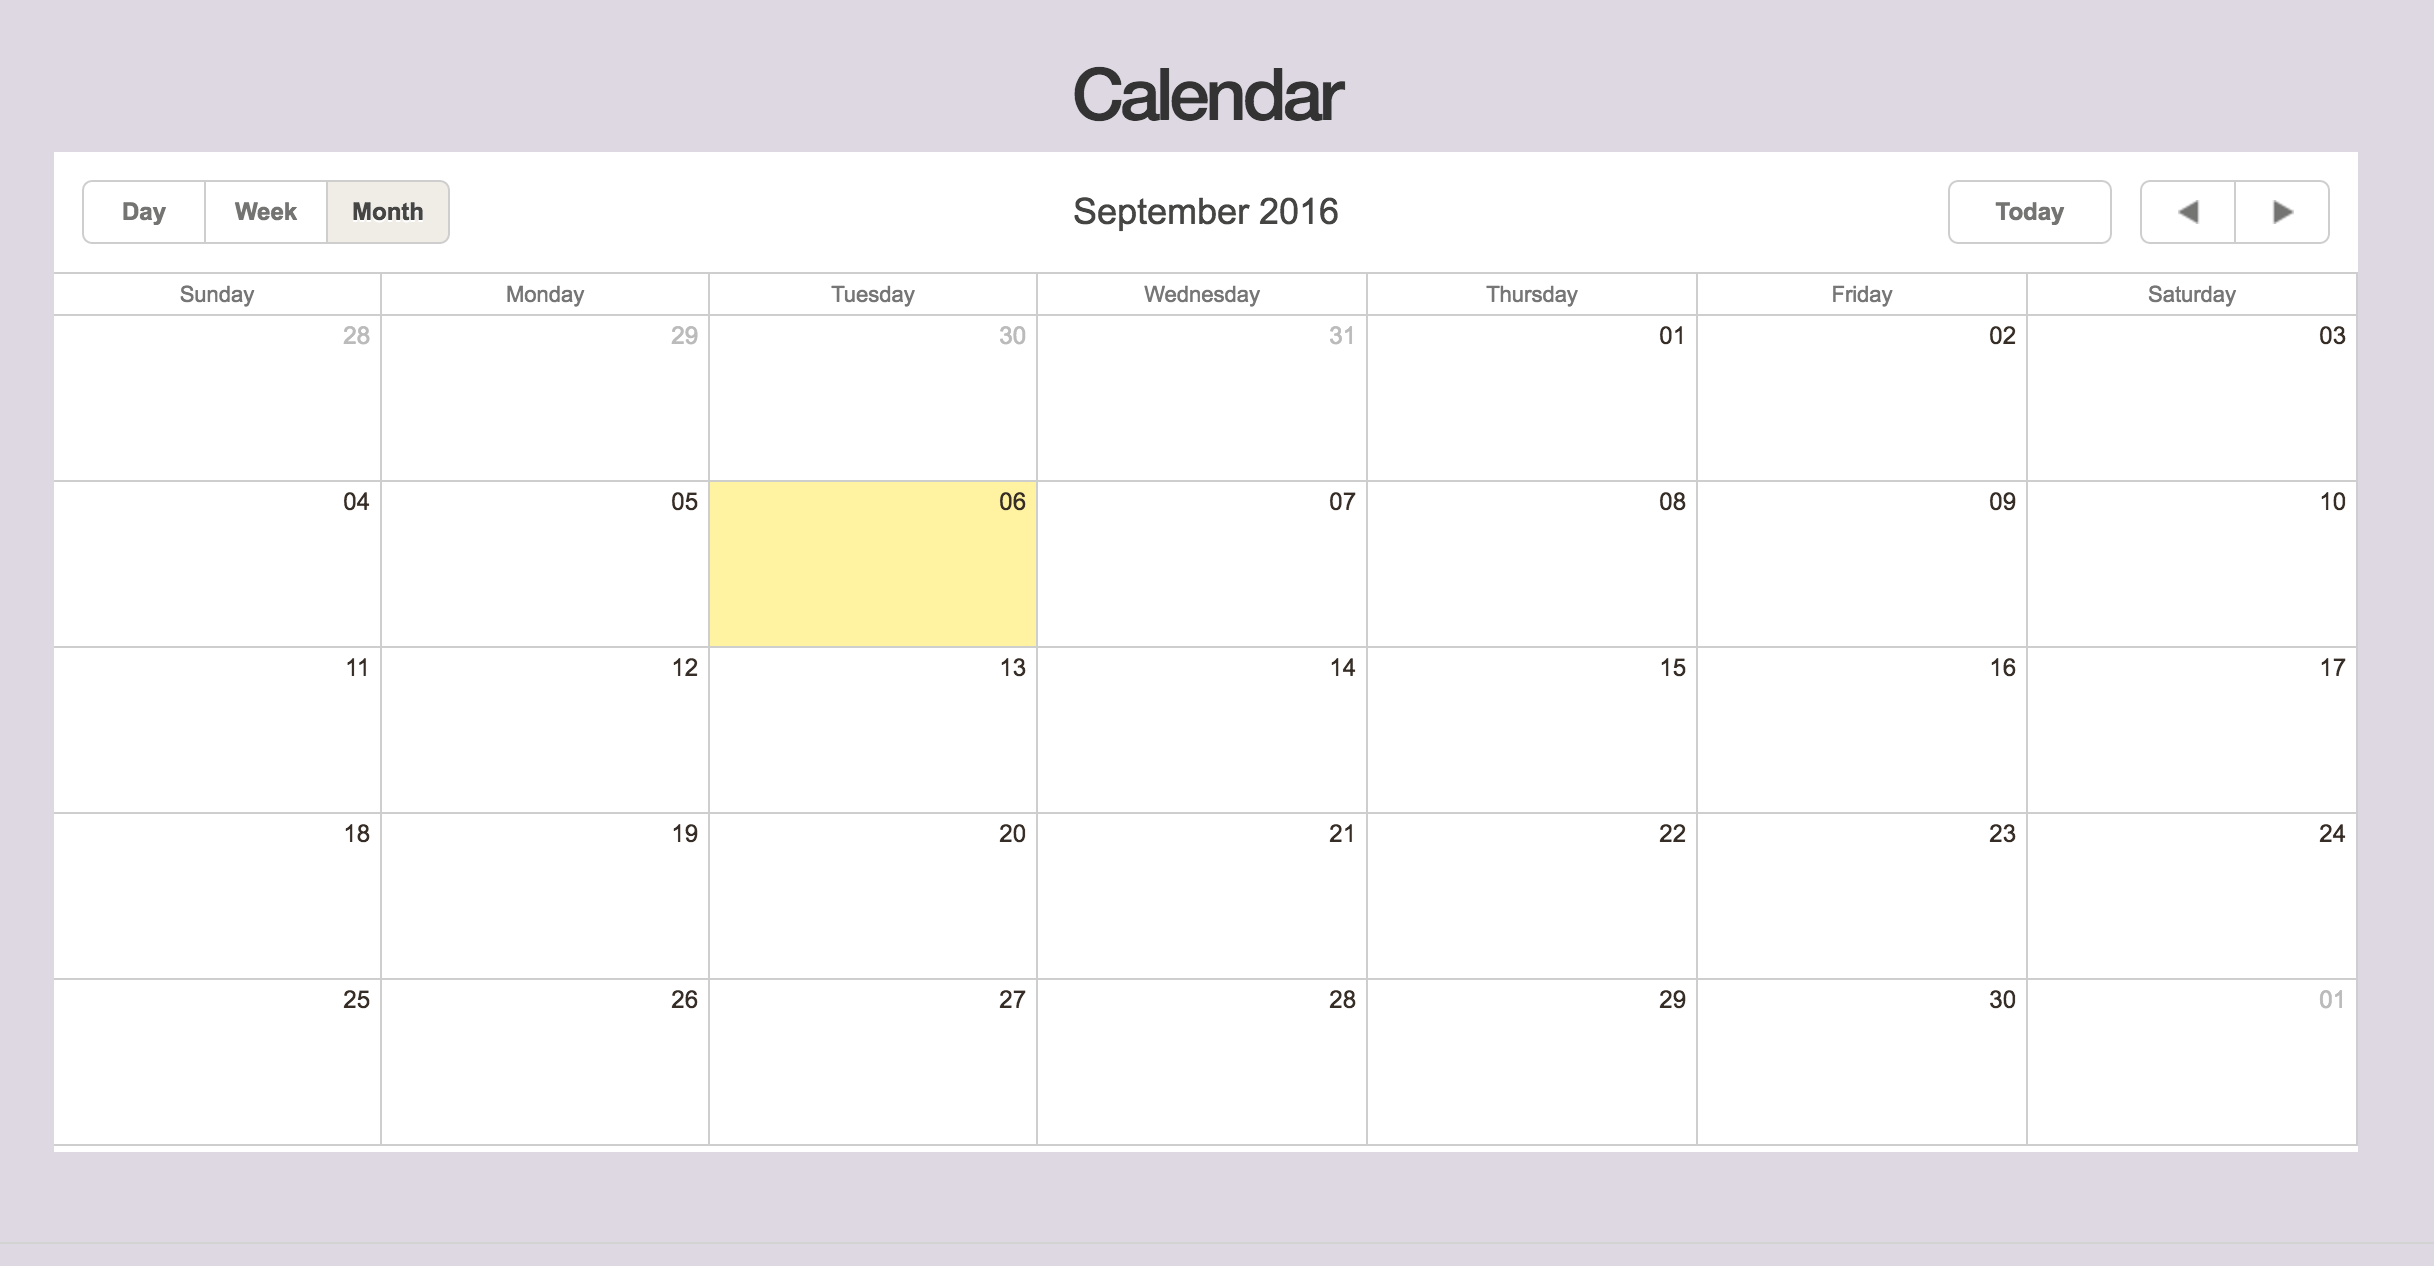 Calendar
Day Week Month September 2016 Today
Sunday Monday Tuesday Wednesday Thursday Friday Saturday
28 29 30 31 01 02 03
04 05 06 07 08 09 10
11 12 13 14 15 16 17
18 19 20 21 22 23 24
25 26 27 28 29 30 01